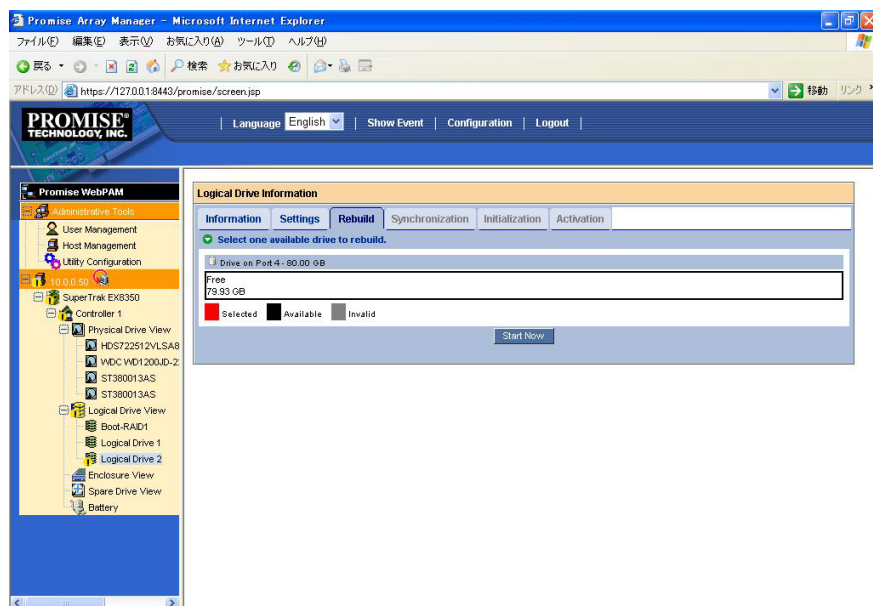 Promise Array Manager - Microsoft Internet Explorer
ファイル(F) 編集(E) 表示(V) お気に入り(A) ツール(T) ヘルプ(H)
戻る 検索 お気に入り
アドレス(D) https://127.0.0.1:8443/promise/screen.jsp 移動 リンク
PROMISE®
TECHNOLOGY, INC.
| Language English | Show Event | Configuration | Logout |
Promise WebPAM
Administrative Tools
User Management
Host Management
Utility Configuration
10.0.0.50
SuperTrak EX8350
Controller 1
Physical Drive View
HDS722512VLSA8
WDC WD1200JD-2
ST380013AS
ST380013AS
Logical Drive View
Boot-RAID1
Logical Drive 1
Logical Drive 2
Enclosure View
Spare Drive View
Battery
Logical Drive Information
Information Settings Rebuild Synchronization Initialization Activation
Select one available drive to rebuild.
Drive on Port 4 - 80.00 GB
Free
79.93 GB
Selected Available Invalid
Start Now